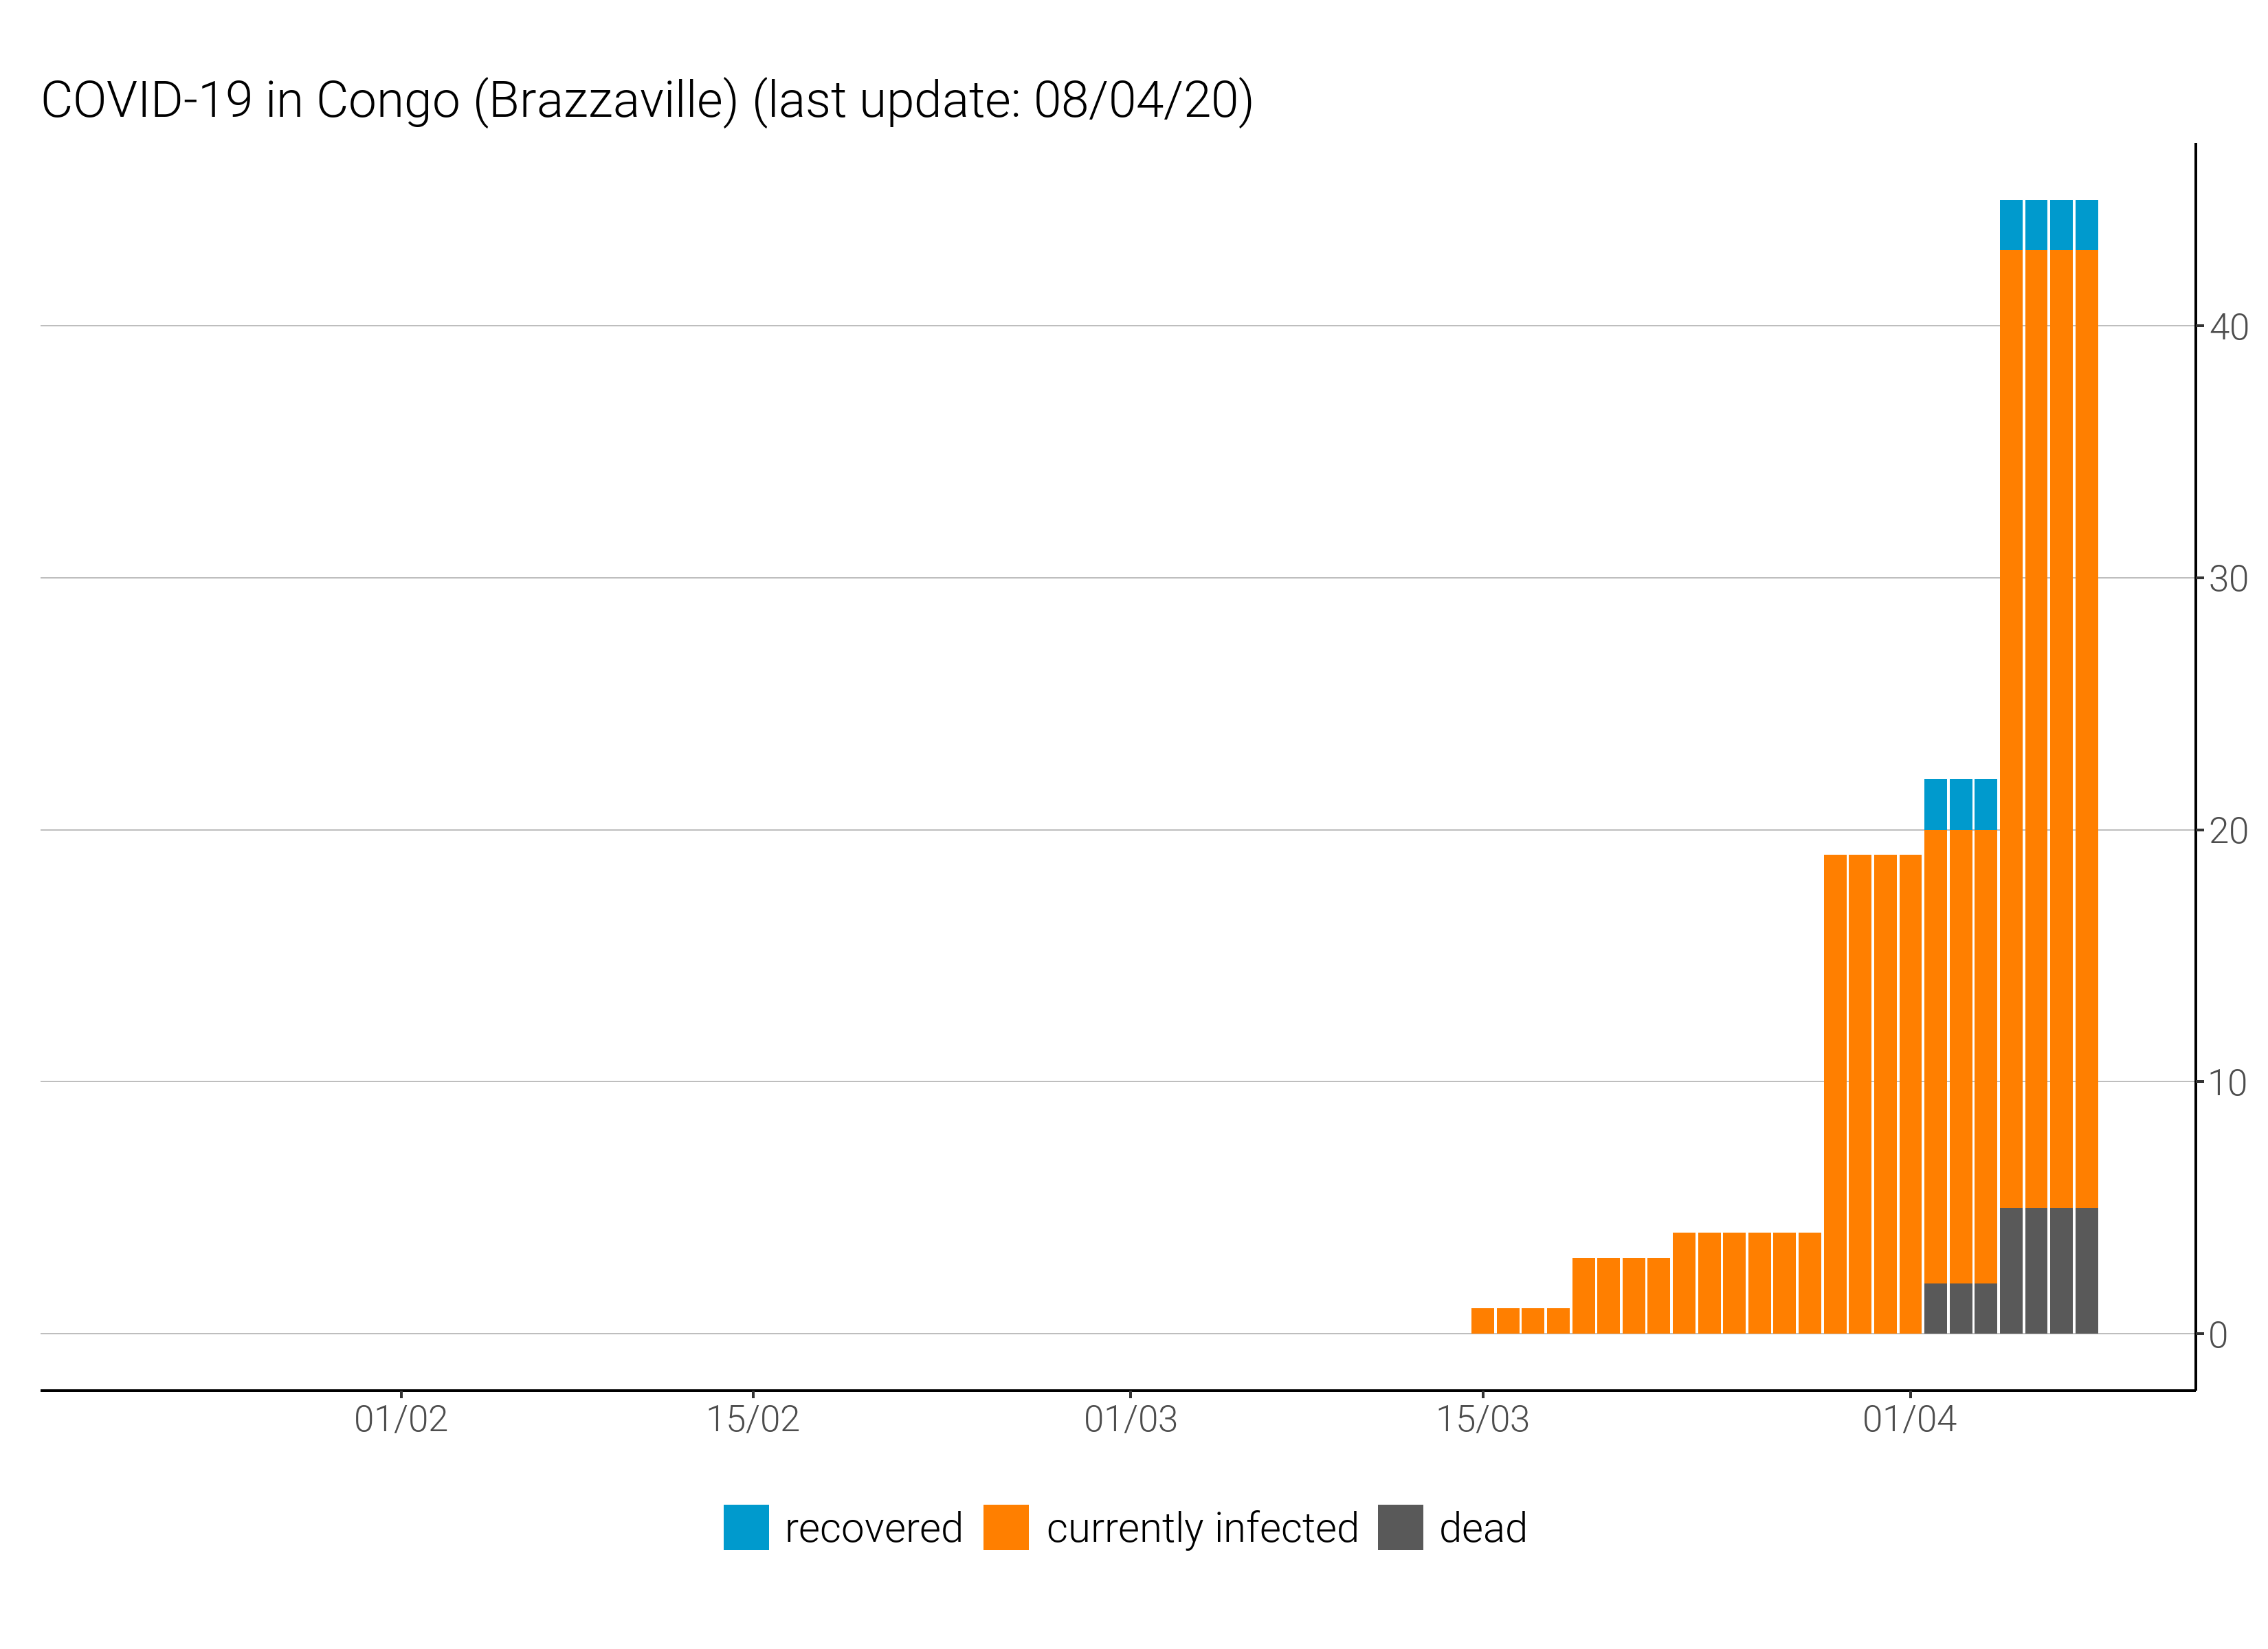 COVID-19 in Congo (Brazzaville) (last update: 08/04/20)
40
30
20
10
0
01/02 15/02 01/03 15/03 01/04
recovered currently infected dead